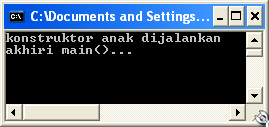 C:\Documents and Settings...
konstruktor anak dijalankan
akhiri main()...